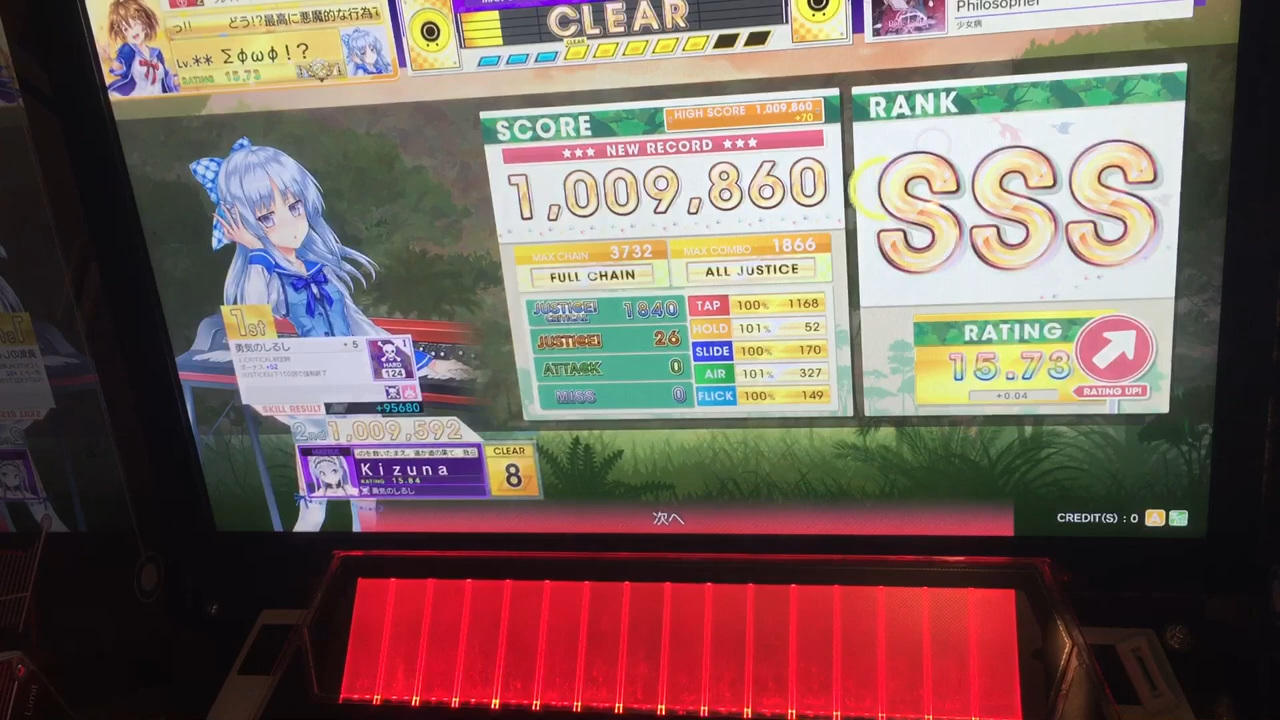 っ!! どう!?最高に悪魔的な行為
Lv.** Σφωφ!?
RATING 15.73
CLEAR
CLEAR
Philosopher
少女病
SCORE
HIGH SCORE 1,009,860
+70
★★★ NEW RECORD ★★★
1,009,860
MAX CHAIN 3732
FULL CHAIN
MAX COMBO 1866
ALL JUSTICE
JUSTICE! CRITICAL 1840
JUSTICE! 26
ATTACK 0
MISS 0
TAP 100% 1168
HOLD 101% 52
SLIDE 100% 170
AIR 101% 327
FLICK 100% 149
RANK
SSS
RATING
15.73
+0.04
RATING UP!
1st
勇気のしるし +5
HARD
124
SKILL RESULT
+95680
2nd 1,009,592
Kizuna
RATING 15.84
勇気のしるし
CLEAR
8
次へ
CREDIT(S) : 0 A